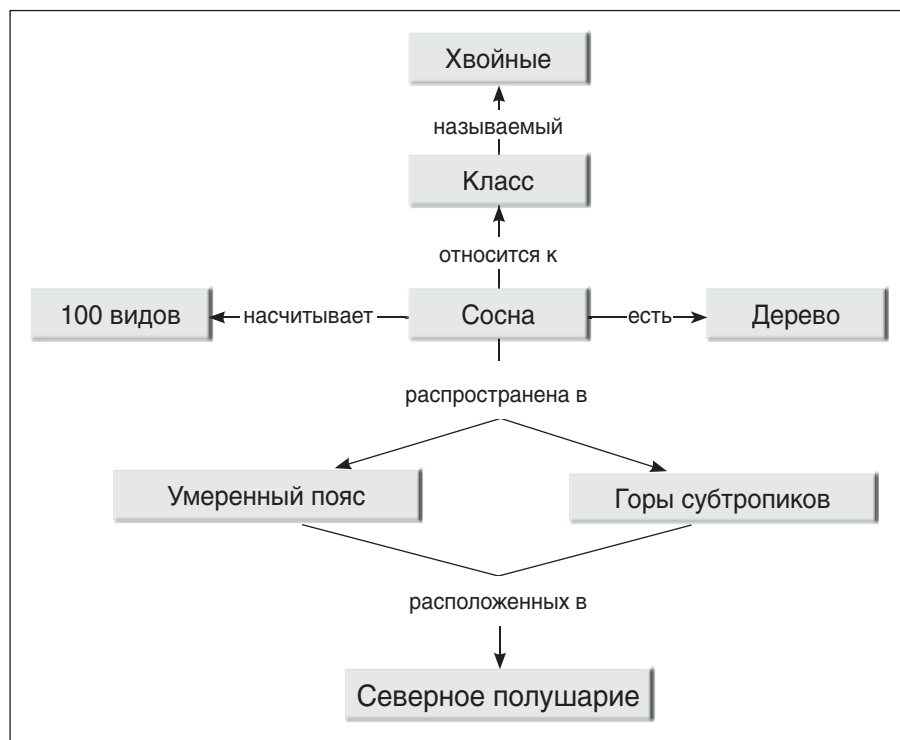 Хвойные
называемый
Класс
относится к
100 видов
насчитывает
Сосна
есть
Дерево
распространена в
Умеренный пояс
Горы субтропиков
расположенных в
Северное полушарие